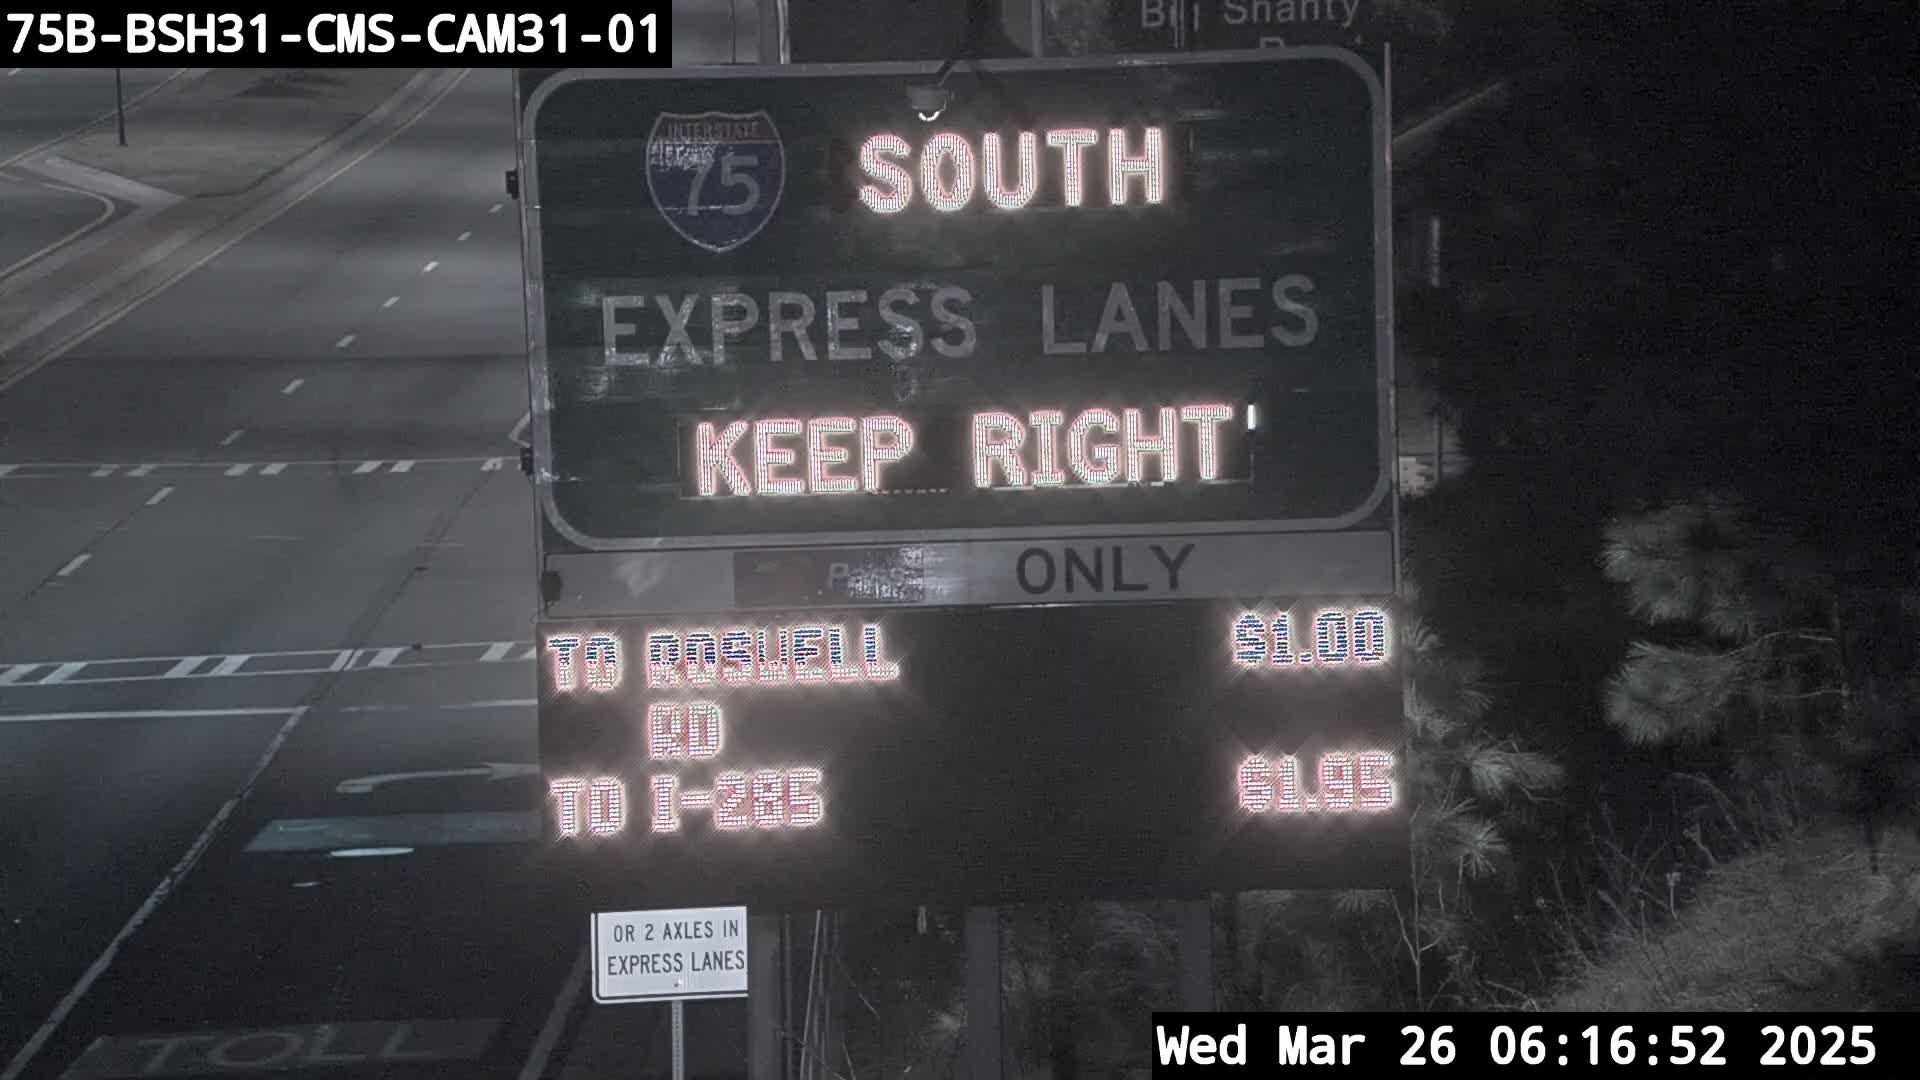 75B-BSH31-CMS-CAM31-01
Shanty
INTERSTATE
75
SOUTH
EXPRESS LANES
KEEP RIGHT
ONLY
TO ROSWELL $1.00
RD
TO I-285 $1.95
OR 2 AXLES IN
EXPRESS LANES
TOLL
Wed Mar 26 06:16:52 2025